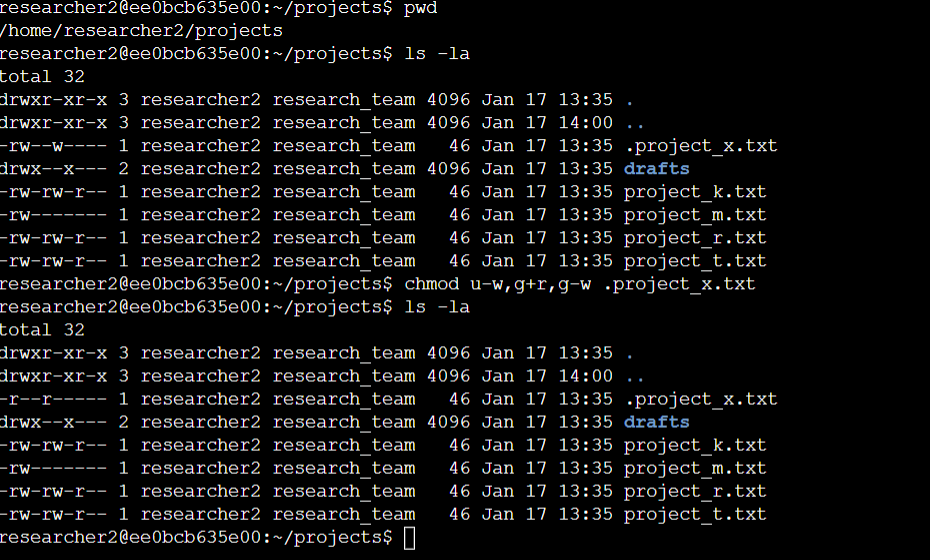 researcher2@ee0bcb635e00:~/projects$ pwd
/home/researcher2/projects
researcher2@ee0bcb635e00:~/projects$ ls -la
total 32
drwxr-xr-x 3 researcher2 research_team 4096 Jan 17 13:35 .
drwxr-xr-x 3 researcher2 research_team 4096 Jan 17 14:00 ..
-rw--w---- 1 researcher2 research_team   46 Jan 17 13:35 .project_x.txt
drwx--x--- 2 researcher2 research_team 4096 Jan 17 13:35 drafts
-rw-rw-r-- 1 researcher2 research_team   46 Jan 17 13:35 project_k.txt
-rw------- 1 researcher2 research_team   46 Jan 17 13:35 project_m.txt
-rw-rw-r-- 1 researcher2 research_team   46 Jan 17 13:35 project_r.txt
-rw-rw-r-- 1 researcher2 research_team   46 Jan 17 13:35 project_t.txt
researcher2@ee0bcb635e00:~/projects$ chmod u-w,g+r,g-w .project_x.txt
researcher2@ee0bcb635e00:~/projects$ ls -la
total 32
drwxr-xr-x 3 researcher2 research_team 4096 Jan 17 13:35 .
drwxr-xr-x 3 researcher2 research_team 4096 Jan 17 14:00 ..
-r--r----- 1 researcher2 research_team   46 Jan 17 13:35 .project_x.txt
drwx--x--- 2 researcher2 research_team 4096 Jan 17 13:35 drafts
-rw-rw-r-- 1 researcher2 research_team   46 Jan 17 13:35 project_k.txt
-rw------- 1 researcher2 research_team   46 Jan 17 13:35 project_m.txt
-rw-rw-r-- 1 researcher2 research_team   46 Jan 17 13:35 project_r.txt
-rw-rw-r-- 1 researcher2 research_team   46 Jan 17 13:35 project_t.txt
researcher2@ee0bcb635e00:~/projects$